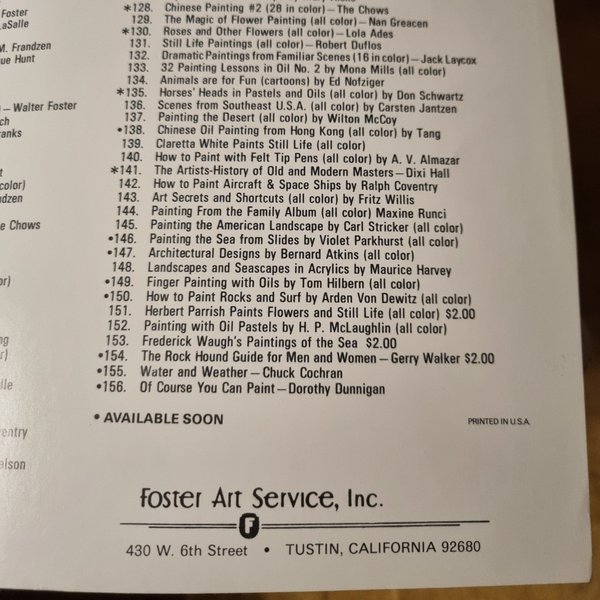 Foster
LaSalle
M. Frandzen
ue Hunt
– Walter Foster
ch
ranks
t
color)
ndzen
e Chows
or)
ng
r)
lle
entry
elson
*128. Chinese Painting #2 (28 in color) – The Chows
129. The Magic of Flower Painting (all color) – Nan Greacen
*130. Roses and Other Flowers (all color) – Lola Ades
131. Still Life Paintings (all color) – Robert Duflos
132. Dramatic Paintings from Familiar Scenes (16 in color) – Jack Laycox
133. 32 Painting Lessons in Oil No. 2 by Mona Mills (all color)
134. Animals are for Fun (cartoons) by Ed Nofziger
*135. Horses' Heads in Pastels and Oils (all color) by Don Schwartz
136. Scenes from Southeast U.S.A. (all color) by Carsten Jantzen
137. Painting the Desert (all color) by Wilton McCoy
•138. Chinese Oil Painting from Hong Kong (all color) by Tang
139. Claretta White Paints Still Life (all color)
140. How to Paint with Felt Tip Pens (all color) by A. V. Almazar
*141. The Artists-History of Old and Modern Masters – Dixi Hall
142. How to Paint Aircraft & Space Ships by Ralph Coventry
143. Art Secrets and Shortcuts (all color) by Fritz Willis
144. Painting From the Family Album (all color) Maxine Runci
145. Painting the American Landscape by Carl Stricker (all color)
•146. Painting the Sea from Slides by Violet Parkhurst (all color)
•147. Architectural Designs by Bernard Atkins (all color)
148. Landscapes and Seascapes in Acrylics by Maurice Harvey
•149. Finger Painting with Oils by Tom Hilbern (all color)
•150. How to Paint Rocks and Surf by Arden Von Dewitz (all color)
151. Herbert Parrish Paints Flowers and Still Life (all color) $2.00
152. Painting with Oil Pastels by H. P. McLaughlin (all color)
153. Frederick Waugh's Paintings of the Sea $2.00
•154. The Rock Hound Guide for Men and Women – Gerry Walker $2.00
•155. Water and Weather – Chuck Cochran
•156. Of Course You Can Paint – Dorothy Dunnigan
• AVAILABLE SOON
PRINTED IN U.S.A.
Foster Art Service, Inc.
F
430 W. 6th Street • TUSTIN, CALIFORNIA 92680